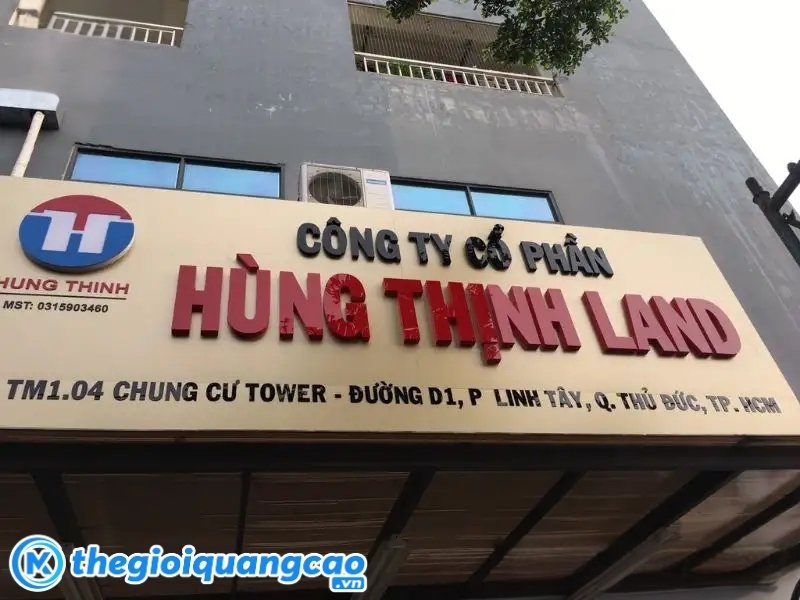 H
HUNG THINH
MST: 0315903460
CÔNG TY CỔ PHẦN
HÙNG THỊNH LAND
TM1.04 CHUNG CƯ TOWER - ĐƯỜNG D1, P LINH TÂY, Q. THỦ ĐỨC, TP. HCM
thegioiquangcao
.vn